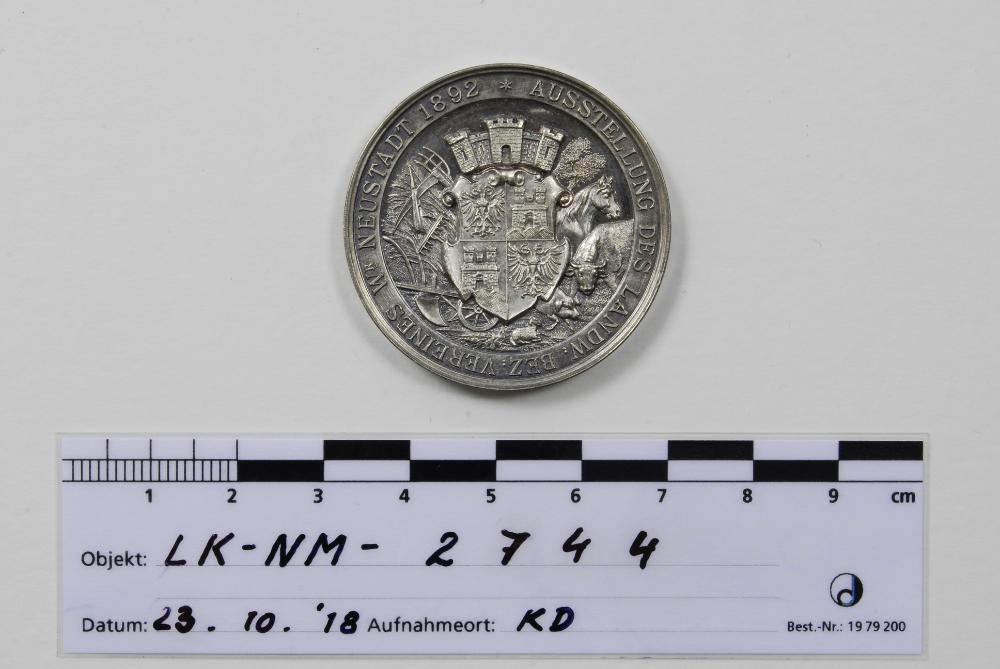 AUSSTELLUNG DES LANDW. BEZ. VEREINES WR NEUSTADT 1892 *
1 2 3 4 5 6 7 8 9 cm
Objekt: LK-NM- 2744
Datum: 23. 10. '18 Aufnahmeort: KD
Best.-Nr.: 19 79 200